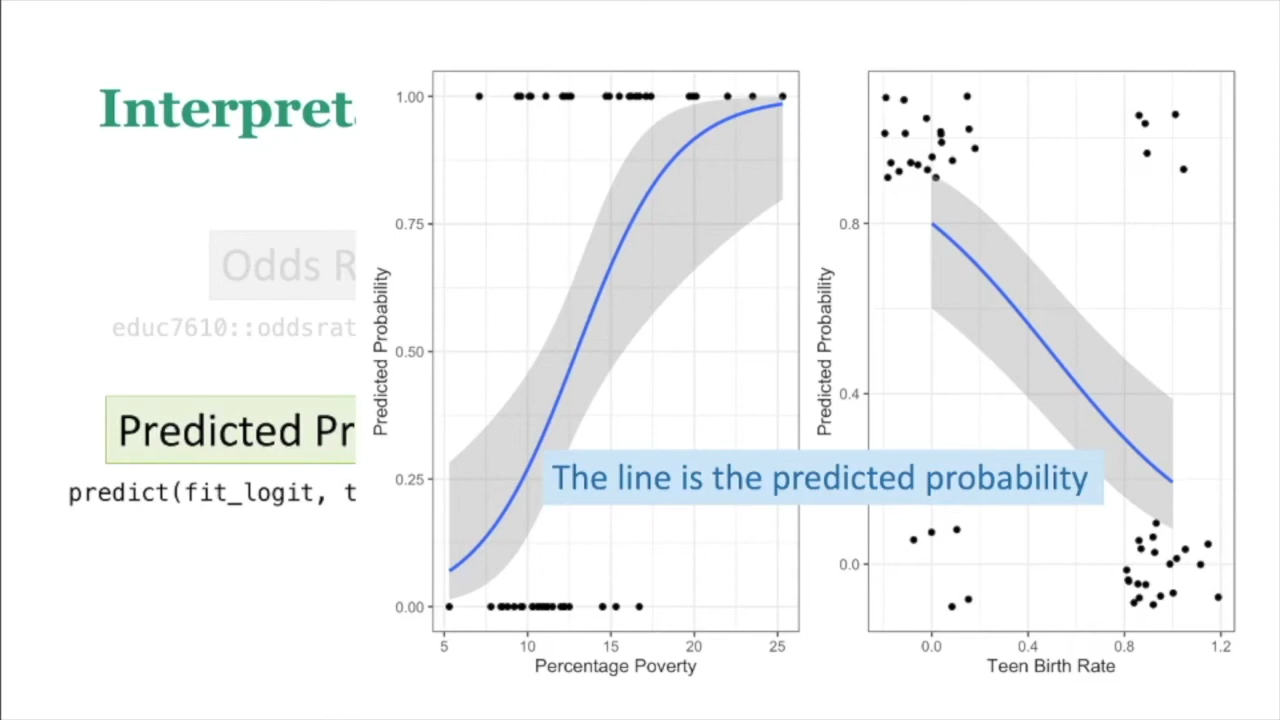 Interpreta
Odds R
educ7610::oddsrat
Predicted Pr
predict(fit_logit, t
Predicted Probability
1.00
0.75
0.50
0.25
0.00
5
10
15
20
25
Percentage Poverty
The line is the predicted probability
Predicted Probability
0.8
0.4
0.0
0.0
0.4
0.8
1.2
Teen Birth Rate